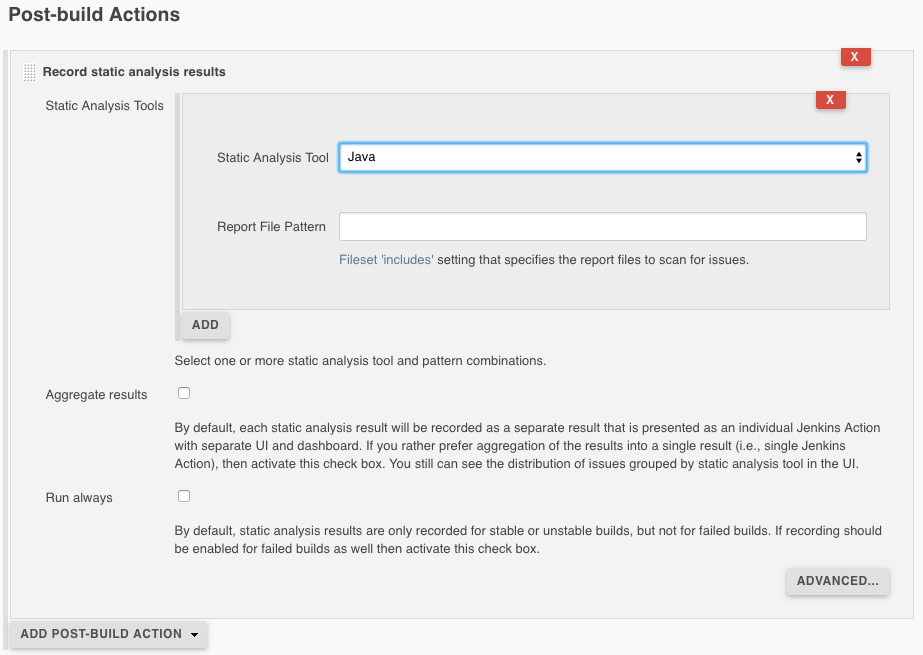 Post-build Actions
X
Record static analysis results
Static Analysis Tools
X
Static Analysis Tool
Java
Report File Pattern
Fileset 'includes' setting that specifies the report files to scan for issues.
ADD
Select one or more static analysis tool and pattern combinations.
Aggregate results
By default, each static analysis result will be recorded as a separate result that is presented as an individual Jenkins Action
with separate UI and dashboard. If you rather prefer aggregation of the results into a single result (i.e., single Jenkins
Action), then activate this check box. You still can see the distribution of issues grouped by static analysis tool in the UI.
Run always
By default, static analysis results are only recorded for stable or unstable builds, but not for failed builds. If recording should
be enabled for failed builds as well then activate this check box.
ADVANCED...
ADD POST-BUILD ACTION